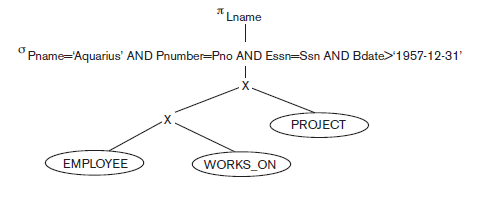 π Lname
σ Pname='Aquarius' AND Pnumber=Pno AND Essn=Ssn AND Bdate>'1957-12-31'
X
X
PROJECT
EMPLOYEE
WORKS_ON